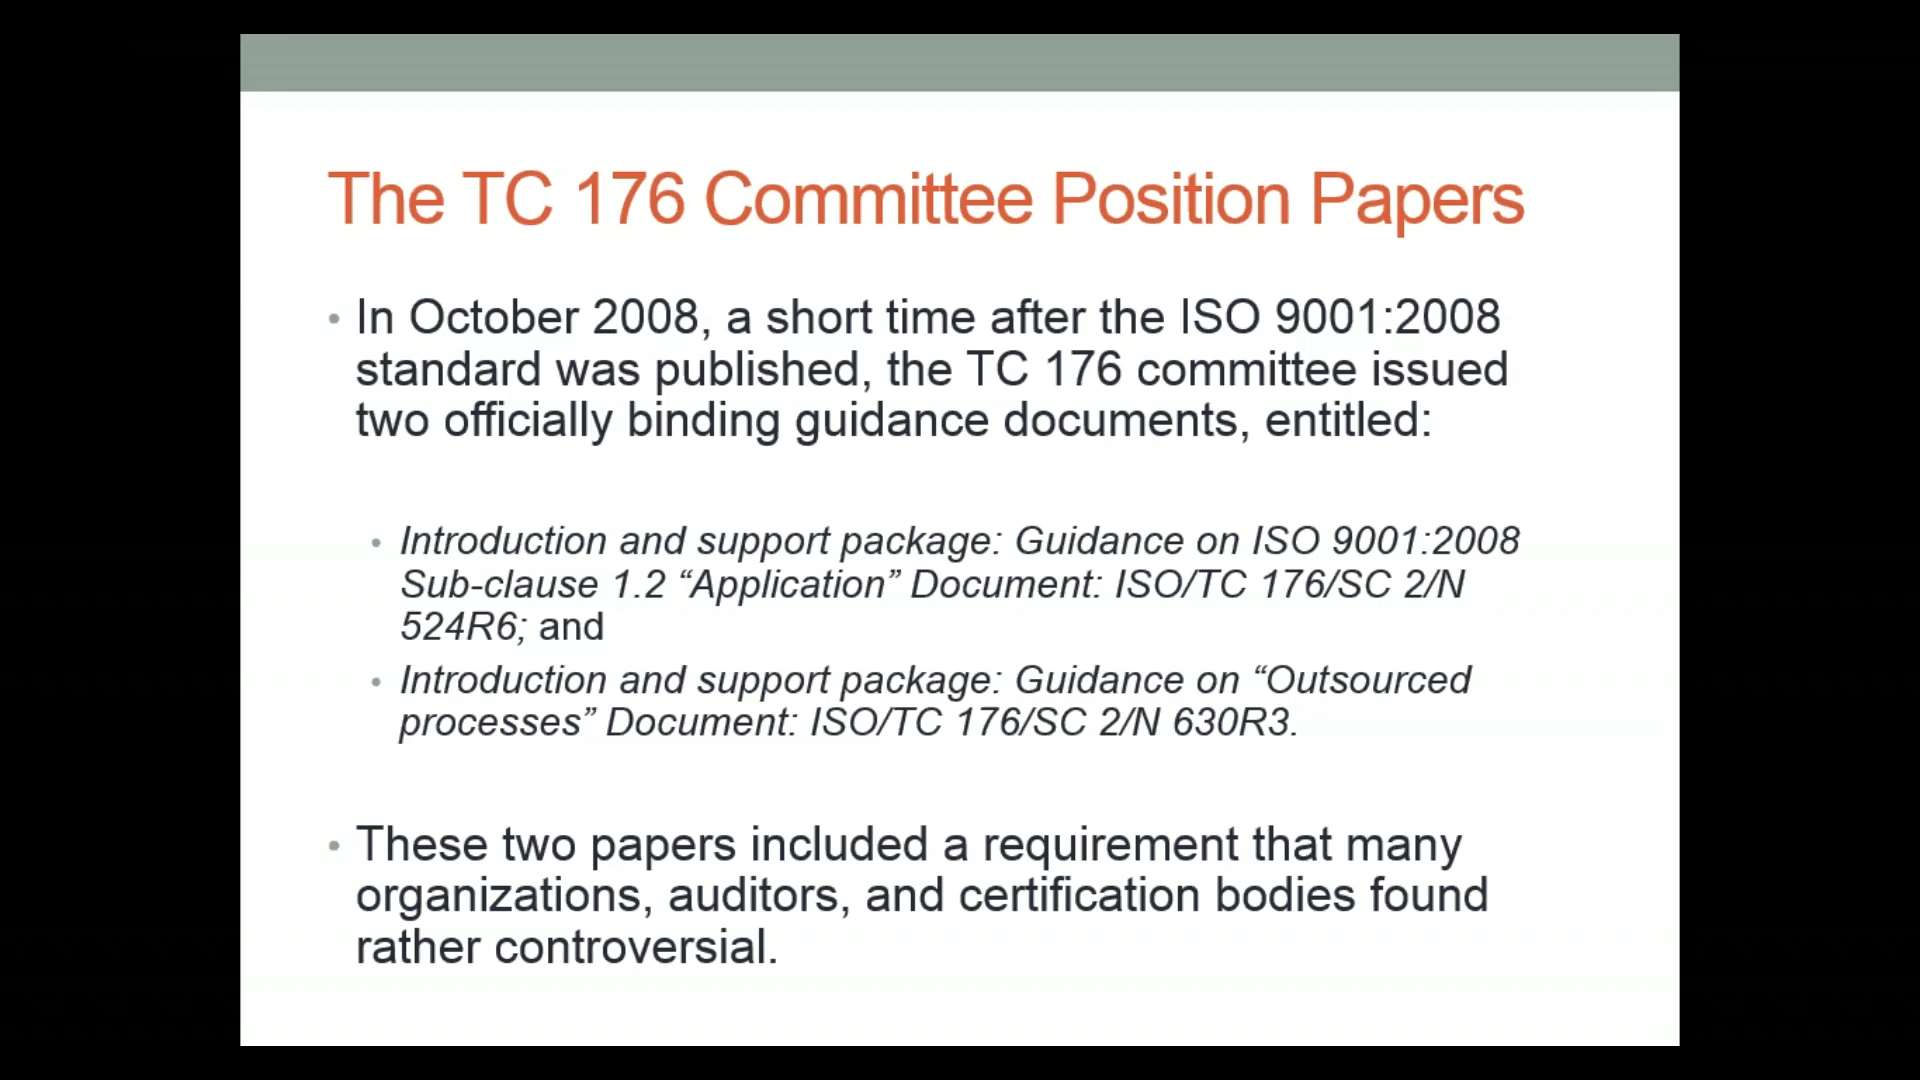 The TC 176 Committee Position Papers
• In October 2008, a short time after the ISO 9001:2008
standard was published, the TC 176 committee issued
two officially binding guidance documents, entitled:
• Introduction and support package: Guidance on ISO 9001:2008
Sub-clause 1.2 “Application” Document: ISO/TC 176/SC 2/N
524R6; and
• Introduction and support package: Guidance on “Outsourced
processes” Document: ISO/TC 176/SC 2/N 630R3.
• These two papers included a requirement that many
organizations, auditors, and certification bodies found
rather controversial.